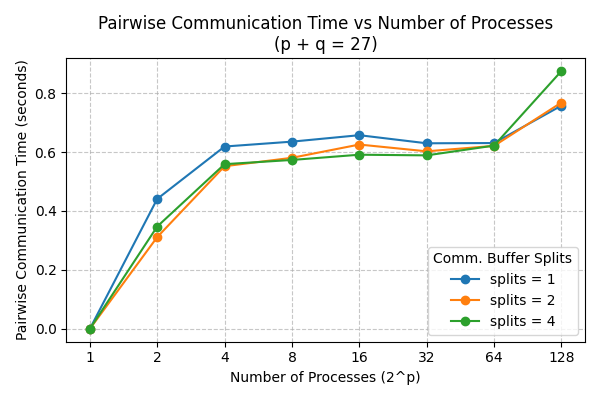 Pairwise Communication Time vs Number of Processes
(p + q = 27)
Pairwise Communication Time (seconds)
0.8
0.6
0.4
0.2
0.0
Comm. Buffer Splits
splits = 1
splits = 2
splits = 4
1 2 4 8 16 32 64 128
Number of Processes (2^p)